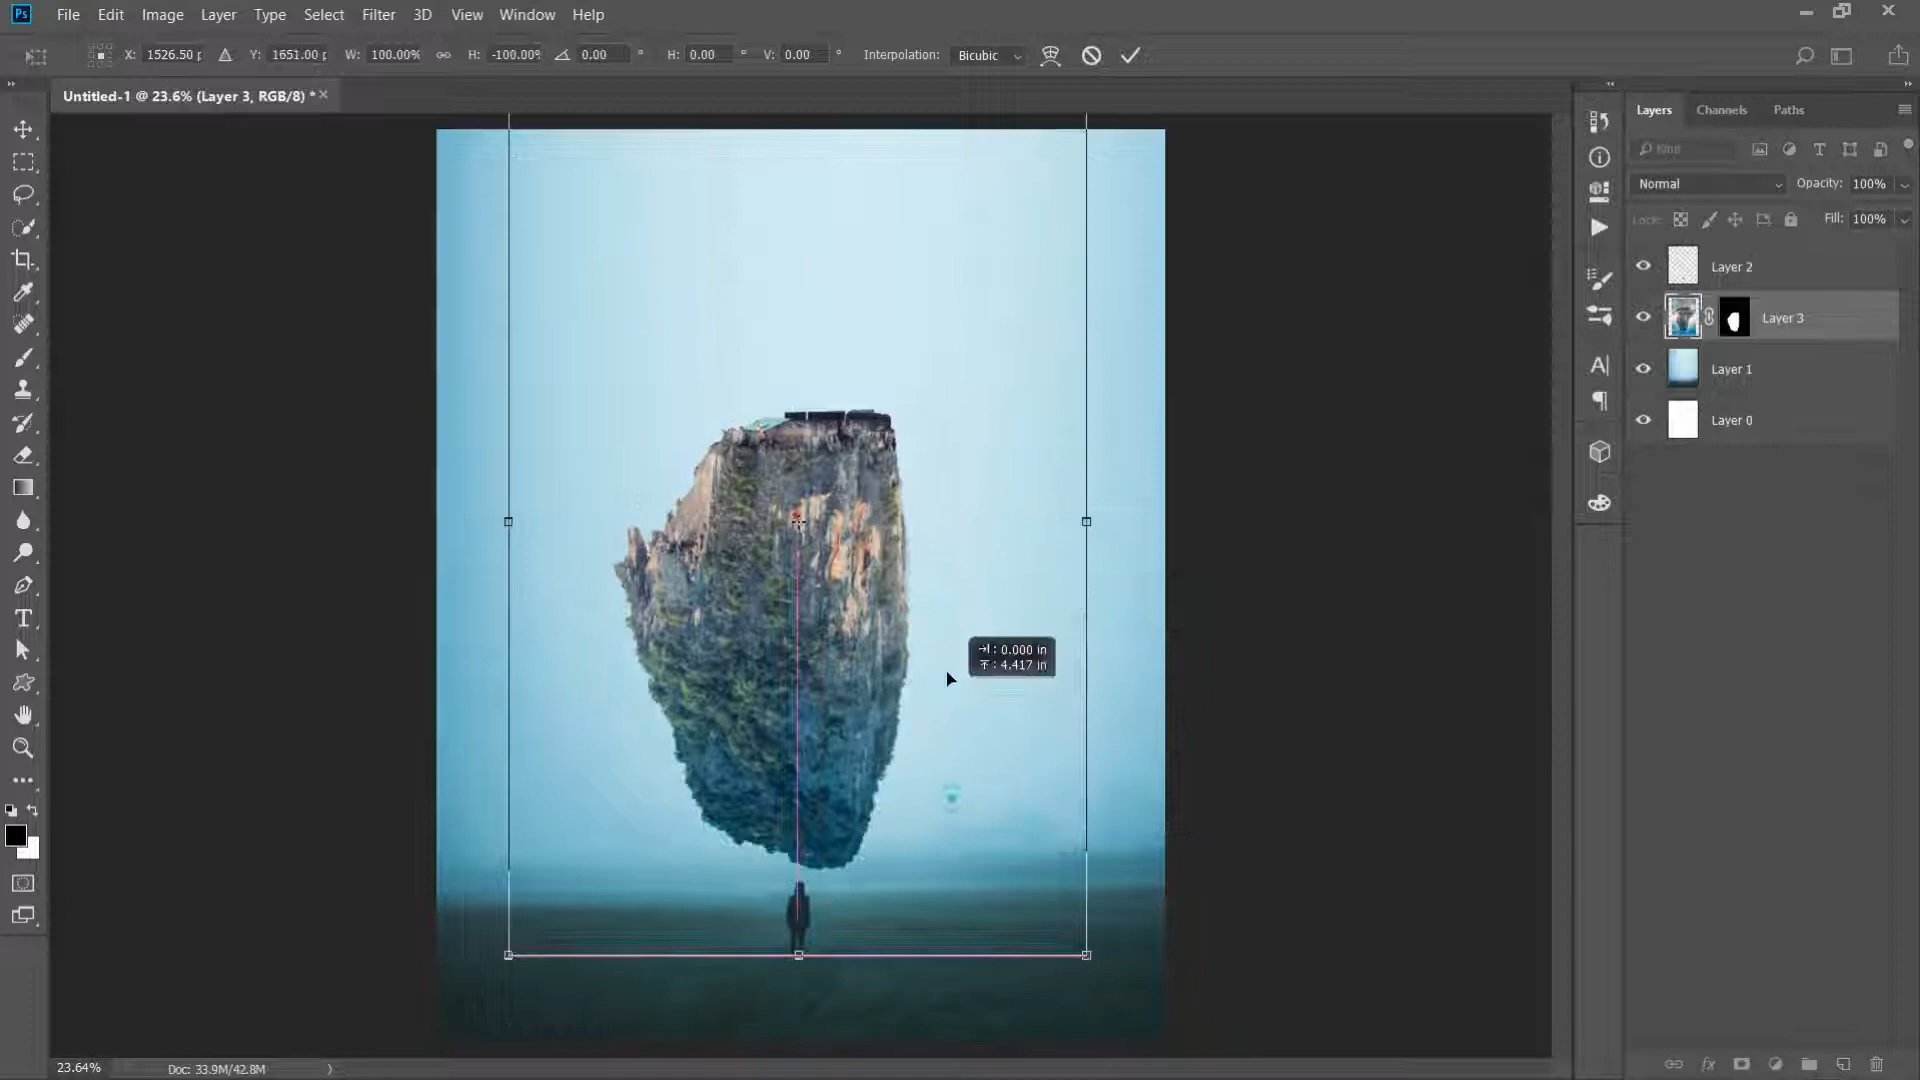 Ps File Edit Image Layer Type Select Filter 3D View Window Help
X: 1526.50 p Y: 1651.00 p W: 100.00% H: -100.00% 0.00 ° H: 0.00 ° V: 0.00 ° Interpolation: Bicubic
Untitled-1 @ 23.6% (Layer 3, RGB/8) *
Layers Channels Paths
Kind
Normal Opacity: 100%
Lock: Fill: 100%
Layer 2
Layer 3
Layer 1
Layer 0
: 0.000 in
: 4.417 in
23.64% Doc: 33.9M/42.8M